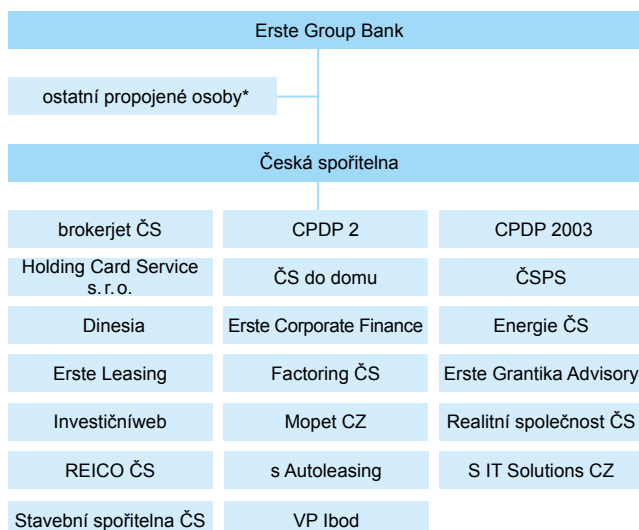 Erste Group Bank
ostatní propojené osoby*
Česká spořitelna
brokerjet ČS
CPDP 2
CPDP 2003
Holding Card Service
s. r. o.
ČS do domu
ČSPS
Dinesia
Erste Corporate Finance
Energie ČS
Erste Leasing
Factoring ČS
Erste Grantika Advisory
Investičníweb
Mopet CZ
Realitní společnost ČS
REICO ČS
s Autoleasing
S IT Solutions CZ
Stavební spořitelna ČS
VP Ibod